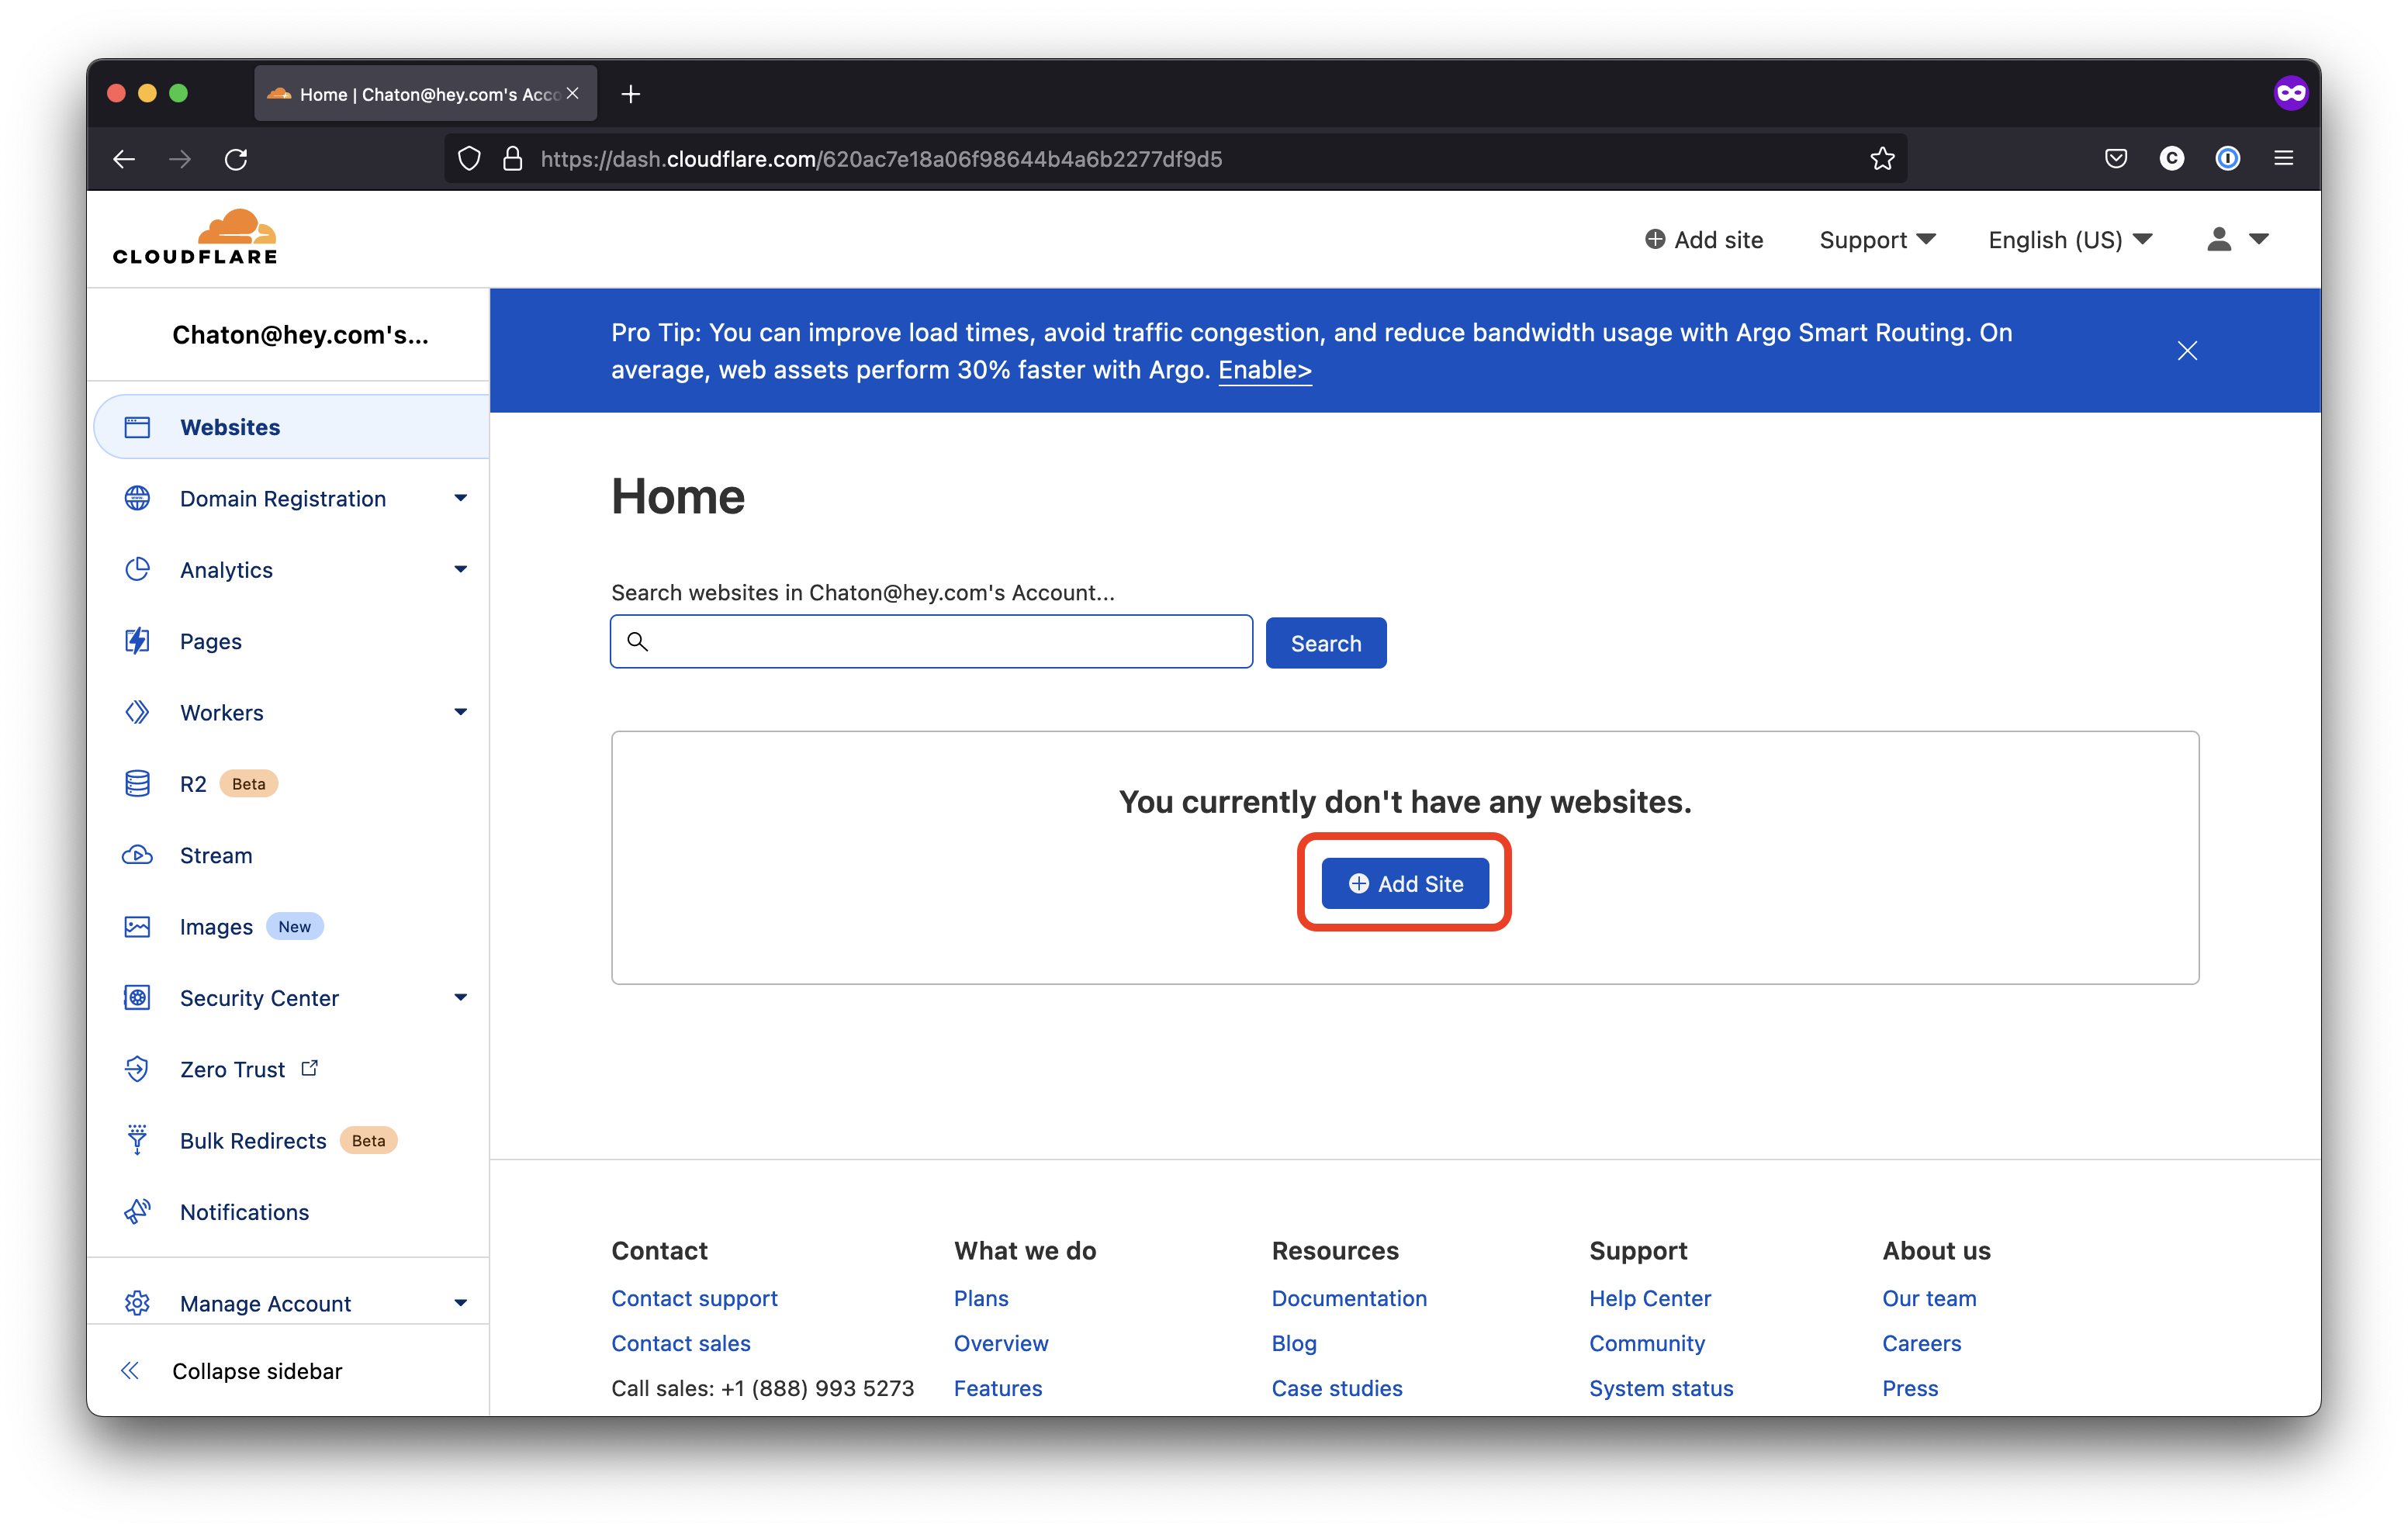 Home | Chaton@hey.com's Acco
https://dash.cloudflare.com/620ac7e18a06f98644b4a6b2277df9d5
CLOUDFLARE
Add site
Support
English (US)
Chaton@hey.com's...
Websites
Domain Registration
Analytics
Pages
Workers
R2 Beta
Stream
Images New
Security Center
Zero Trust
Bulk Redirects Beta
Notifications
Manage Account
Collapse sidebar
Pro Tip: You can improve load times, avoid traffic congestion, and reduce bandwidth usage with Argo Smart Routing. On
average, web assets perform 30% faster with Argo. Enable>
Home
Search websites in Chaton@hey.com's Account...
Search
You currently don't have any websites.
Add Site
Contact
Contact support
Contact sales
Call sales: +1 (888) 993 5273
What we do
Plans
Overview
Features
Resources
Documentation
Blog
Case studies
Support
Help Center
Community
System status
About us
Our team
Careers
Press